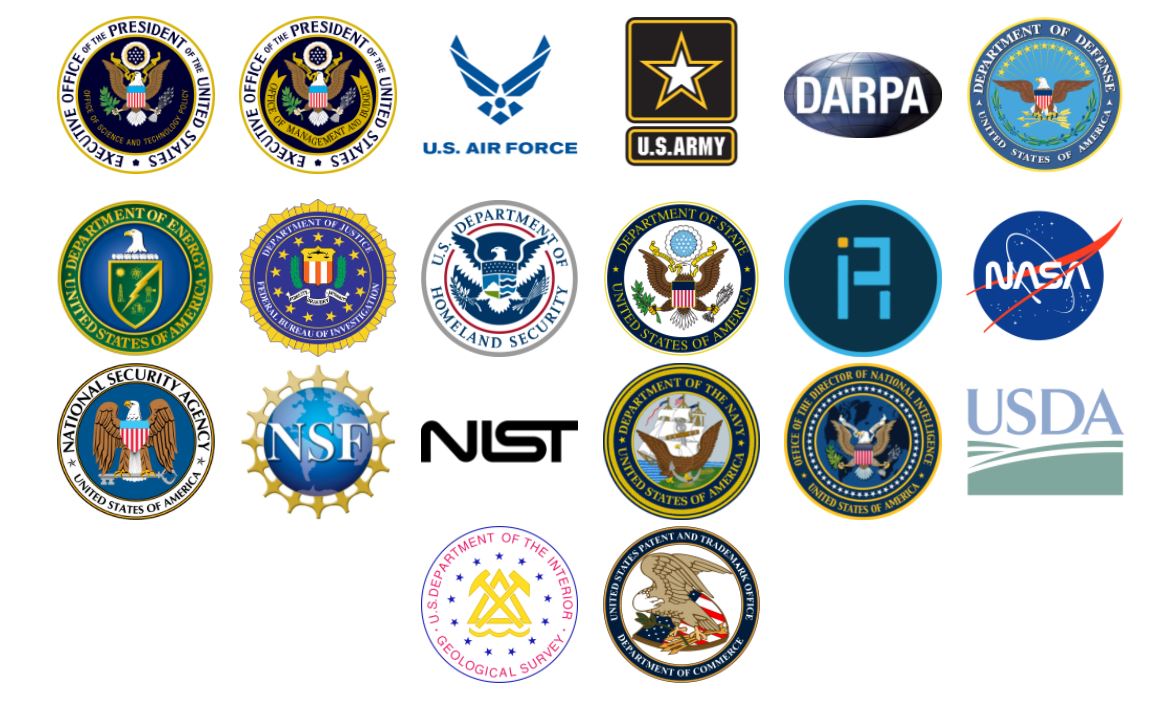 EXECUTIVE OFFICE OF THE PRESIDENT OF THE UNITED STATES
OFFICE OF SCIENCE AND TECHNOLOGY POLICY
EXECUTIVE OFFICE OF THE PRESIDENT OF THE UNITED STATES
OFFICE OF MANAGEMENT AND BUDGET
U.S. AIR FORCE
U.S. ARMY
DARPA
DEPARTMENT OF DEFENSE
UNITED STATES OF AMERICA
DEPARTMENT OF ENERGY
UNITED STATES OF AMERICA
DEPARTMENT OF JUSTICE
FEDERAL BUREAU OF INVESTIGATION
U.S. DEPARTMENT OF
HOMELAND SECURITY
DEPARTMENT OF STATE
UNITED STATES OF AMERICA
NASA
NATIONAL SECURITY AGENCY
UNITED STATES OF AMERICA
NSF
NIST
DEPARTMENT OF THE NAVY
UNITED STATES OF AMERICA
OFFICE OF THE DIRECTOR OF NATIONAL INTELLIGENCE
UNITED STATES OF AMERICA
USDA
U.S. DEPARTMENT OF THE INTERIOR
GEOLOGICAL SURVEY
UNITED STATES PATENT AND TRADEMARK OFFICE
DEPARTMENT OF COMMERCE